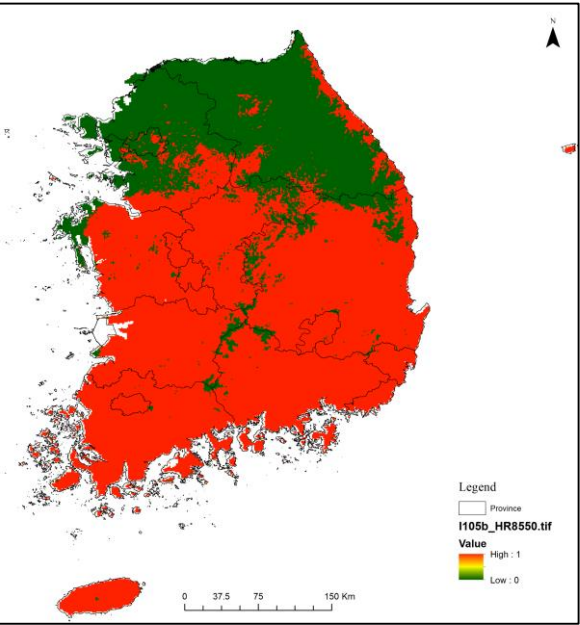 N
Legend
Province
I105b_HR8550.tif
Value
High : 1
Low : 0
0 37.5 75 150 Km